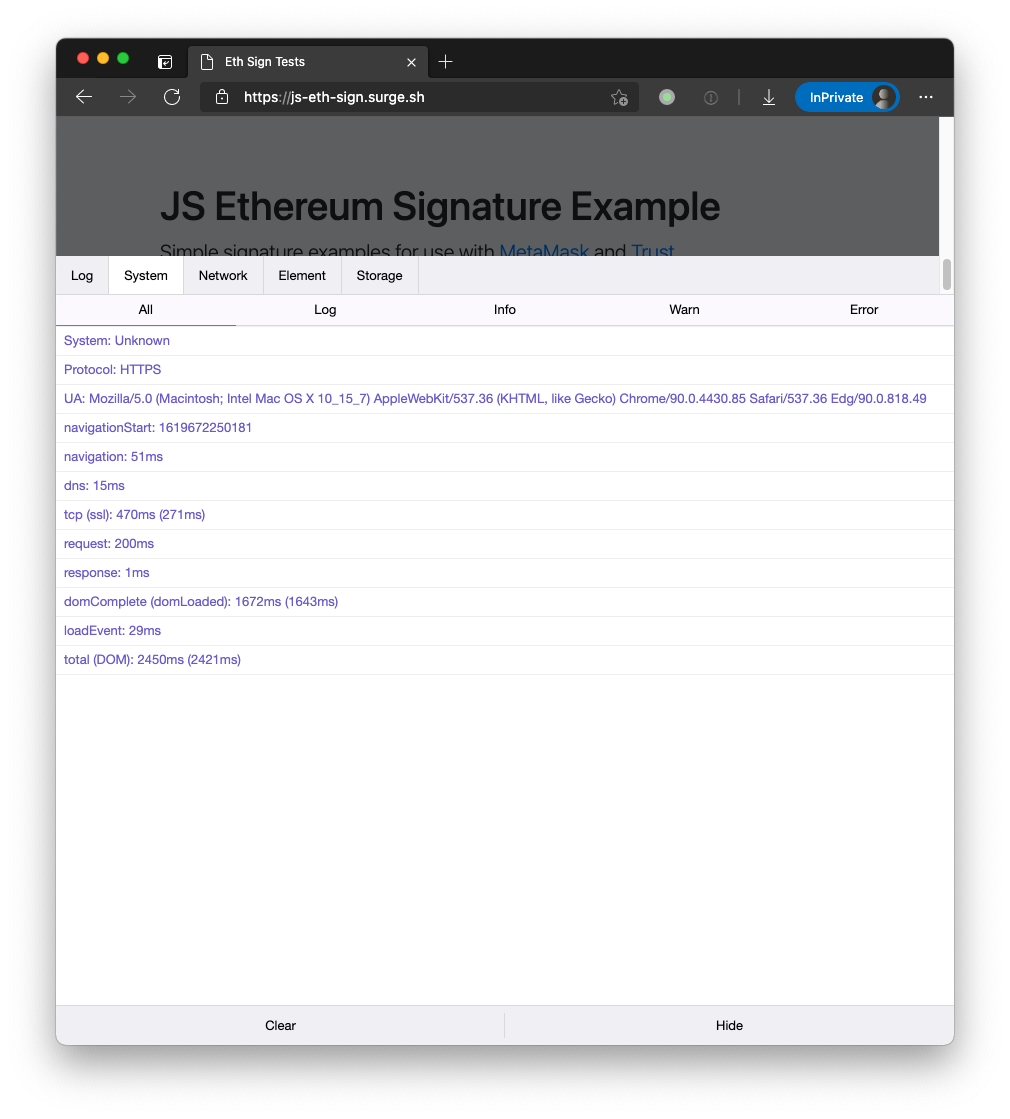 Eth Sign Tests
https://js-eth-sign.surge.sh
InPrivate
JS Ethereum Signature Example
Simple signature examples for use with MetaMask and Trust
Log System Network Element Storage
All Log Info Warn Error
System: Unknown
Protocol: HTTPS
UA: Mozilla/5.0 (Macintosh; Intel Mac OS X 10_15_7) AppleWebKit/537.36 (KHTML, like Gecko) Chrome/90.0.4430.85 Safari/537.36 Edg/90.0.818.49
navigationStart: 1619672250181
navigation: 51ms
dns: 15ms
tcp (ssl): 470ms (271ms)
request: 200ms
response: 1ms
domComplete (domLoaded): 1672ms (1643ms)
loadEvent: 29ms
total (DOM): 2450ms (2421ms)
Clear Hide